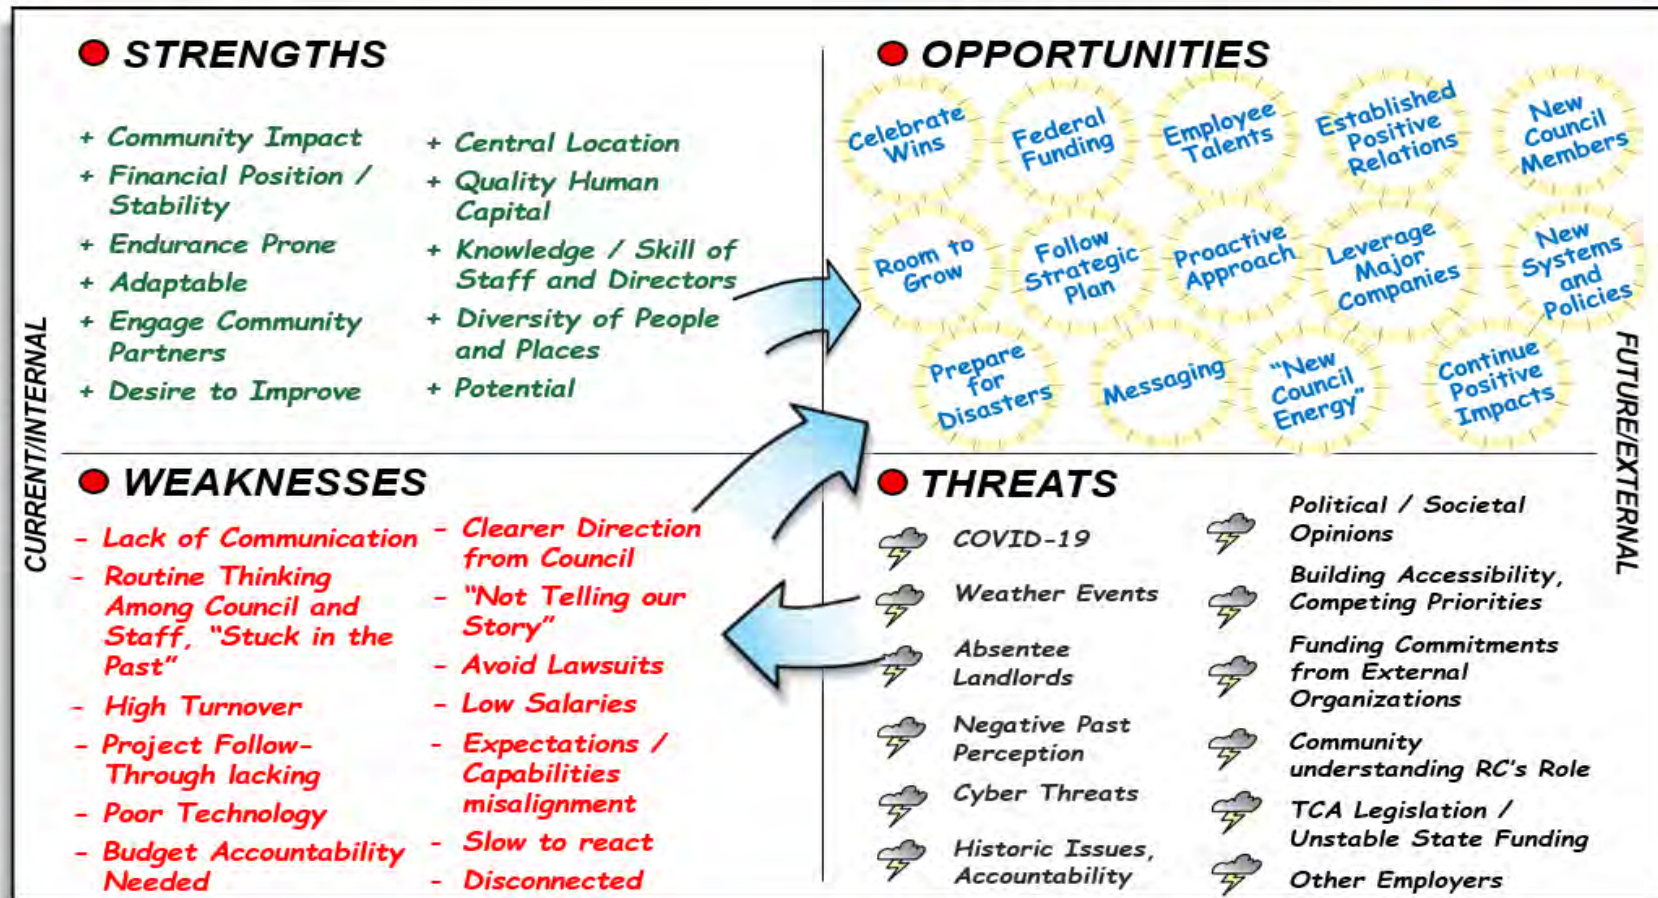 STRENGTHS
+ Community Impact
+ Financial Position /
Stability
+ Endurance Prone
+ Adaptable
+ Engage Community
Partners
+ Desire to Improve
+ Central Location
+ Quality Human
Capital
+ Knowledge / Skill of
Staff and Directors
+ Diversity of People
and Places
+ Potential
OPPORTUNITIES
Celebrate
Wins
Federal
Funding
Employee
Talents
Established
Positive
Relations
New
Council
Members
Room to
Grow
Follow
Strategic
Plan
Proactive
Approach
Leverage
Major
Companies
New
Systems
and
Policies
Prepare
for
Disasters
Messaging
“New
Council
Energy”
Continue
Positive
Impacts
CURRENT/INTERNAL
FUTURE/EXTERNAL
WEAKNESSES
- Lack of Communication
- Routine Thinking
Among Council and
Staff, “Stuck in the
Past”
- High Turnover
- Project Follow-
Through lacking
- Poor Technology
- Budget Accountability
Needed
- Clearer Direction
from Council
- “Not Telling our
Story”
- Avoid Lawsuits
- Low Salaries
- Expectations /
Capabilities
misalignment
- Slow to react
- Disconnected
THREATS
COVID-19
Weather Events
Absentee
Landlords
Negative Past
Perception
Cyber Threats
Historic Issues,
Accountability
Political / Societal
Opinions
Building Accessibility,
Competing Priorities
Funding Commitments
from External
Organizations
Community
understanding RC’s Role
TCA Legislation /
Unstable State Funding
Other Employers